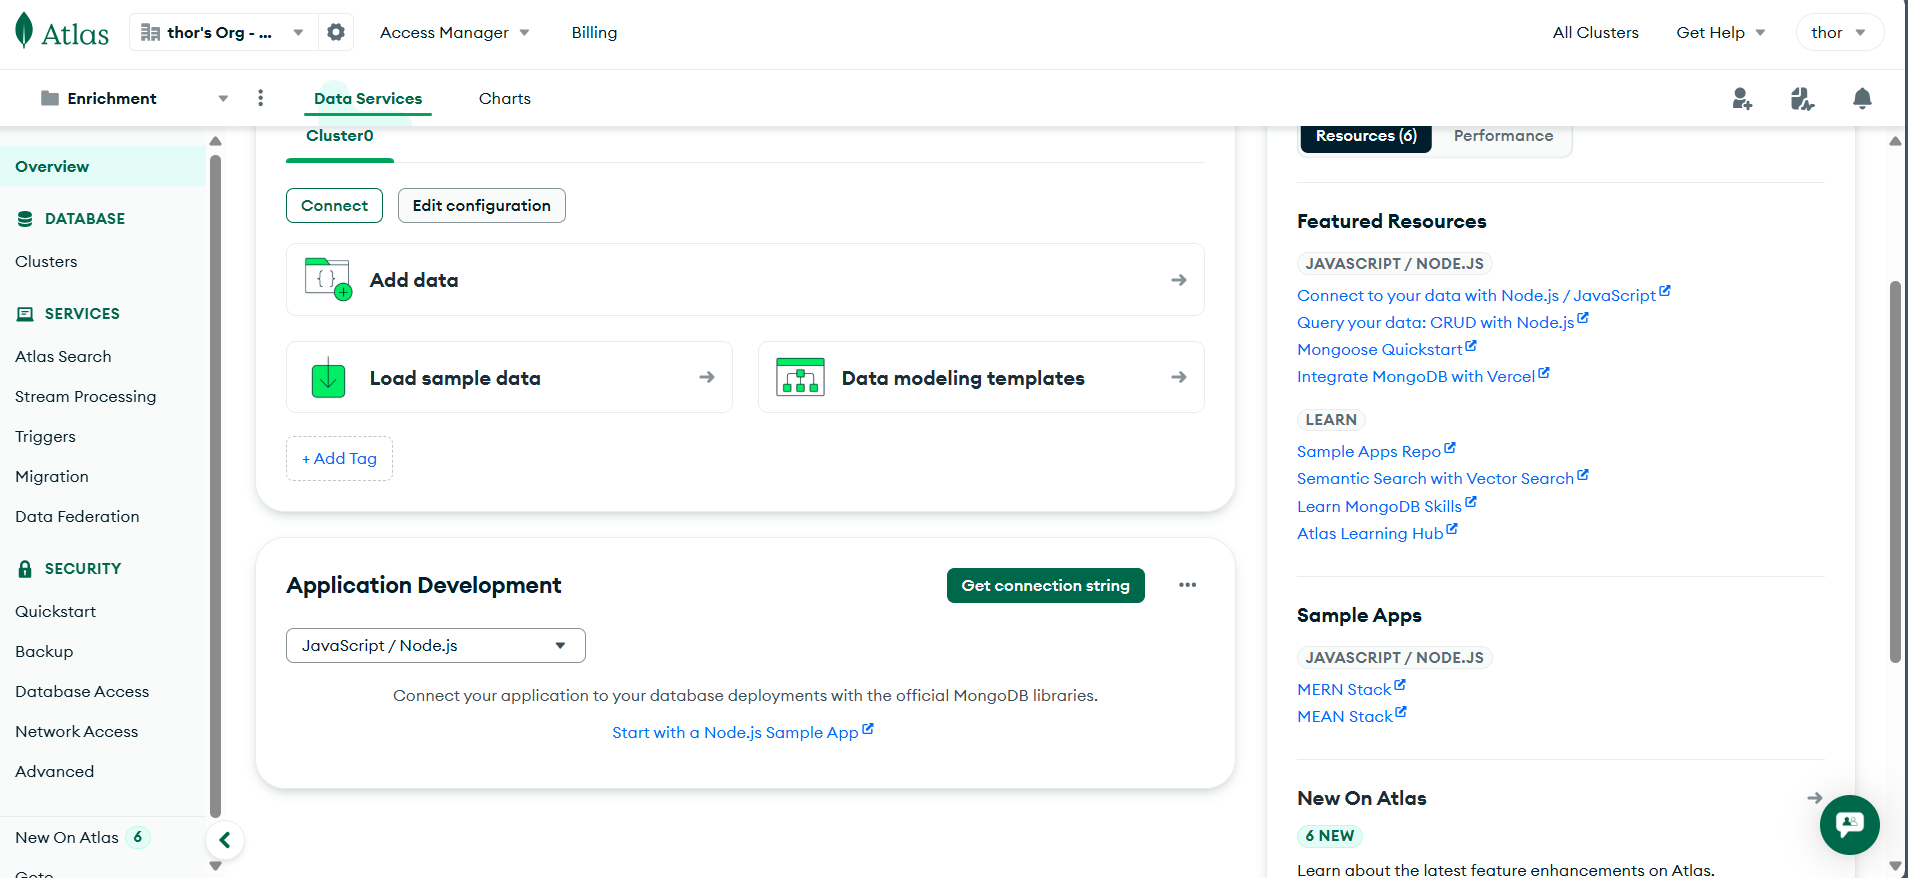 Atlas
thor's Org - ...
Access Manager
Billing
All Clusters
Get Help
thor
Enrichment
Data Services
Charts
Overview
DATABASE
Clusters
SERVICES
Atlas Search
Stream Processing
Triggers
Migration
Data Federation
SECURITY
Quickstart
Backup
Database Access
Network Access
Advanced
New On Atlas 6
Goto
Cluster0
Connect
Edit configuration
{ }
Add data
Load sample data
Data modeling templates
+ Add Tag
Application Development
Get connection string
JavaScript / Node.js
Connect your application to your database deployments with the official MongoDB libraries.
Start with a Node.js Sample App
Resources (6)
Performance
Featured Resources
JAVASCRIPT / NODE.JS
Connect to your data with Node.js / JavaScript
Query your data: CRUD with Node.js
Mongoose Quickstart
Integrate MongoDB with Vercel
LEARN
Sample Apps Repo
Semantic Search with Vector Search
Learn MongoDB Skills
Atlas Learning Hub
Sample Apps
JAVASCRIPT / NODE.JS
MERN Stack
MEAN Stack
New On Atlas
6 NEW
Learn about the latest feature enhancements on Atlas.